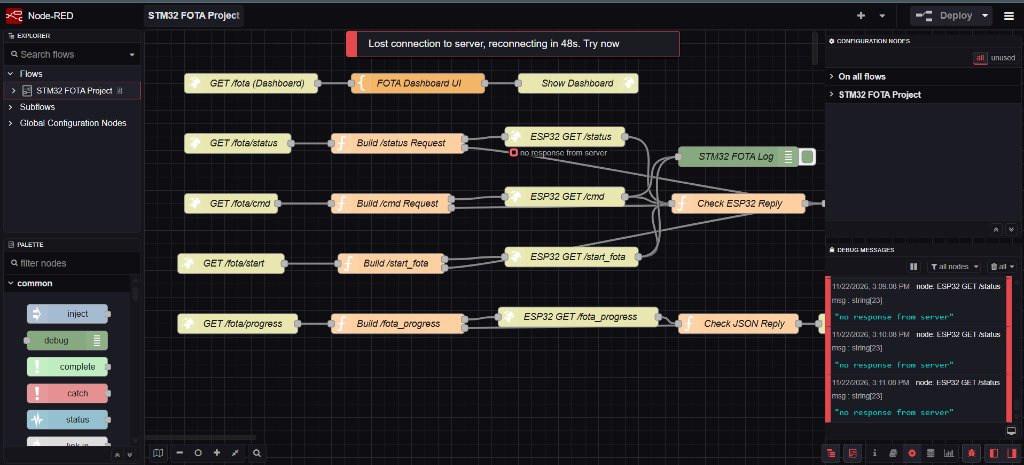 Node-RED
STM32 FOTA Project
Deploy
EXPLORER
Search flows
Flows
STM32 FOTA Project
Subflows
Global Configuration Nodes
PALETTE
filter nodes
common
inject
debug
complete
catch
status
link in
Lost connection to server, reconnecting in 48s. Try now
GET /fota (Dashboard)
FOTA Dashboard UI
Show Dashboard
GET /fota/status
Build /status Request
ESP32 GET /status
no response from server
STM32 FOTA Log
GET /fota/cmd
Build /cmd Request
ESP32 GET /cmd
Check ESP32 Reply
GET /fota/start
Build /start_fota
ESP32 GET /start_fota
GET /fota/progress
Build /fota_progress
ESP32 GET /fota_progress
Check JSON Reply
CONFIGURATION NODES
all unused
On all flows
STM32 FOTA Project
DEBUG MESSAGES
all nodes all
11/22/2026, 3:09:08 PM node: ESP32 GET /status
msg : string[23]
"no response from server"
11/22/2026, 3:10:08 PM node: ESP32 GET /status
msg : string[23]
"no response from server"
11/22/2026, 3:11:08 PM node: ESP32 GET /status
msg : string[23]
"no response from server"